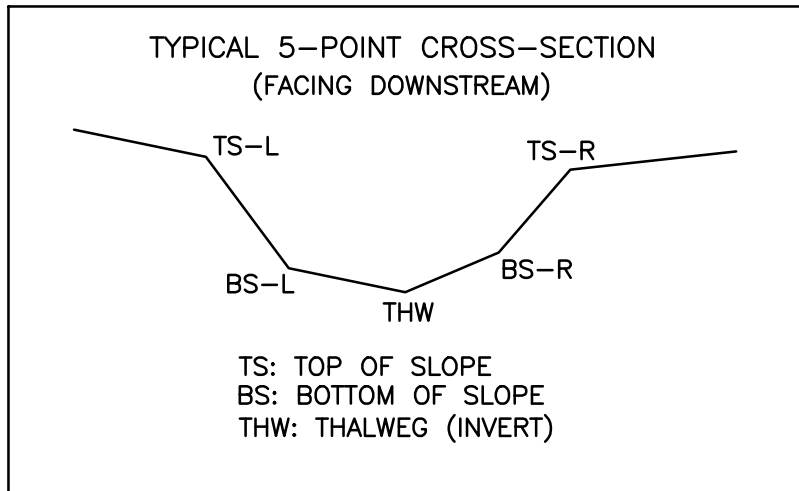 TYPICAL 5-POINT CROSS-SECTION
(FACING DOWNSTREAM)
TS-L
TS-R
BS-L
BS-R
THW
TS: TOP OF SLOPE
BS: BOTTOM OF SLOPE
THW: THALWEG (INVERT)